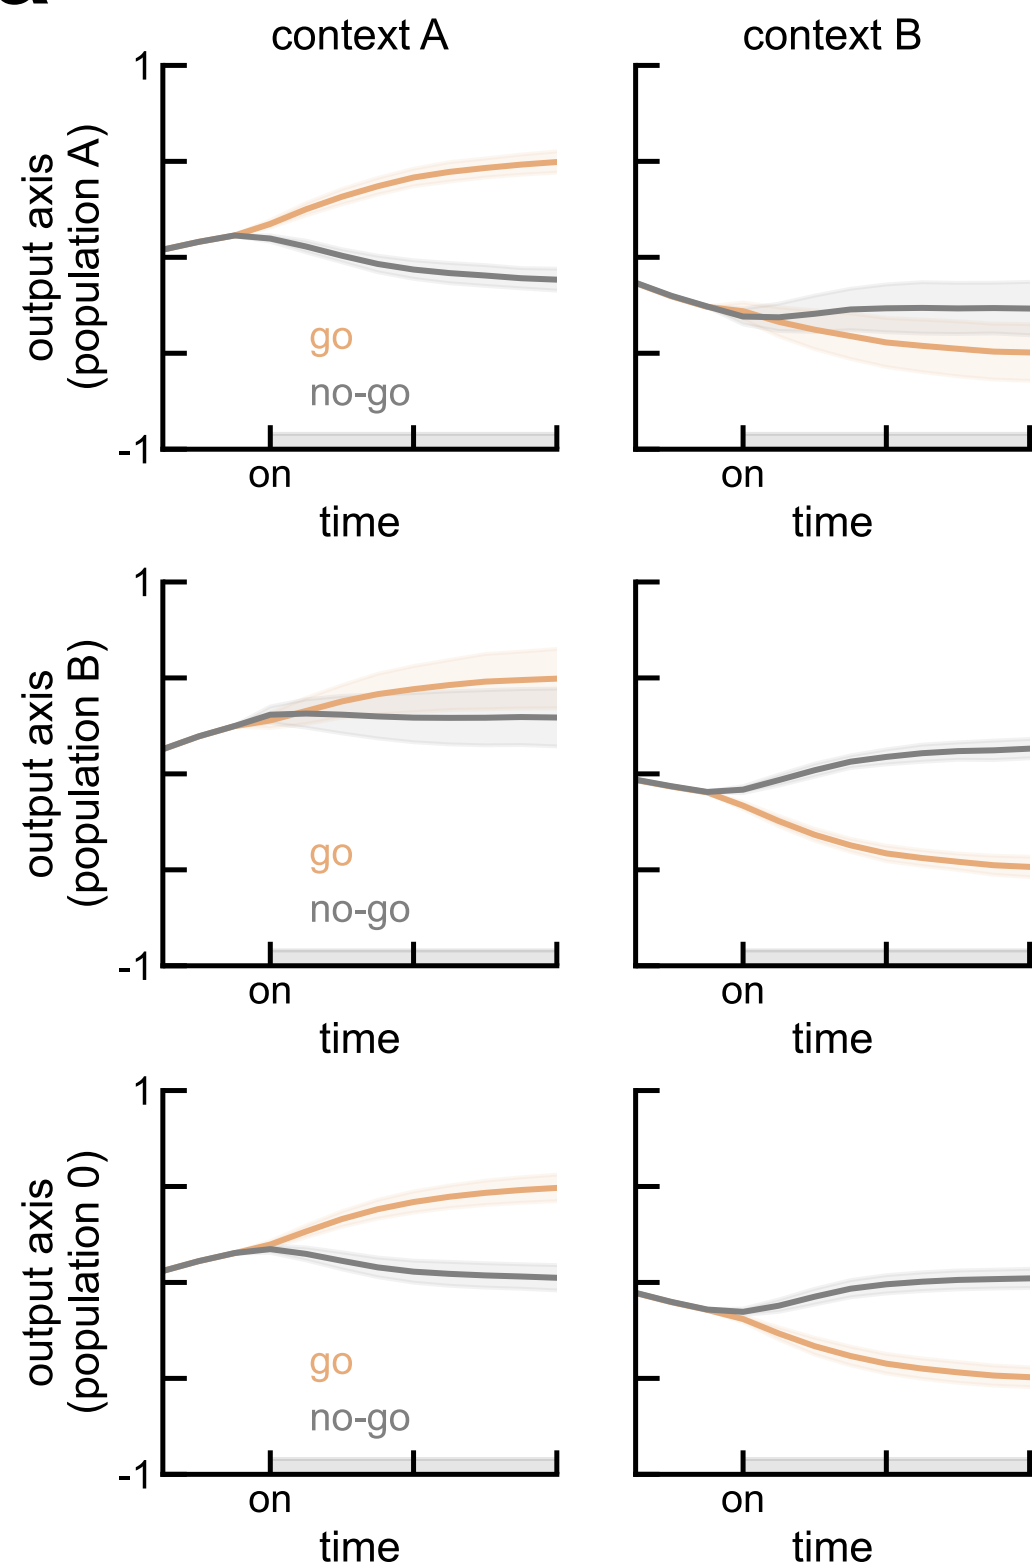 context A
context B
1
output axis
(population A)
go
no-go
-1
on
on
time
time
1
output axis
(population B)
go
no-go
-1
on
on
time
time
1
output axis
(population 0)
go
no-go
-1
on
on
time
time